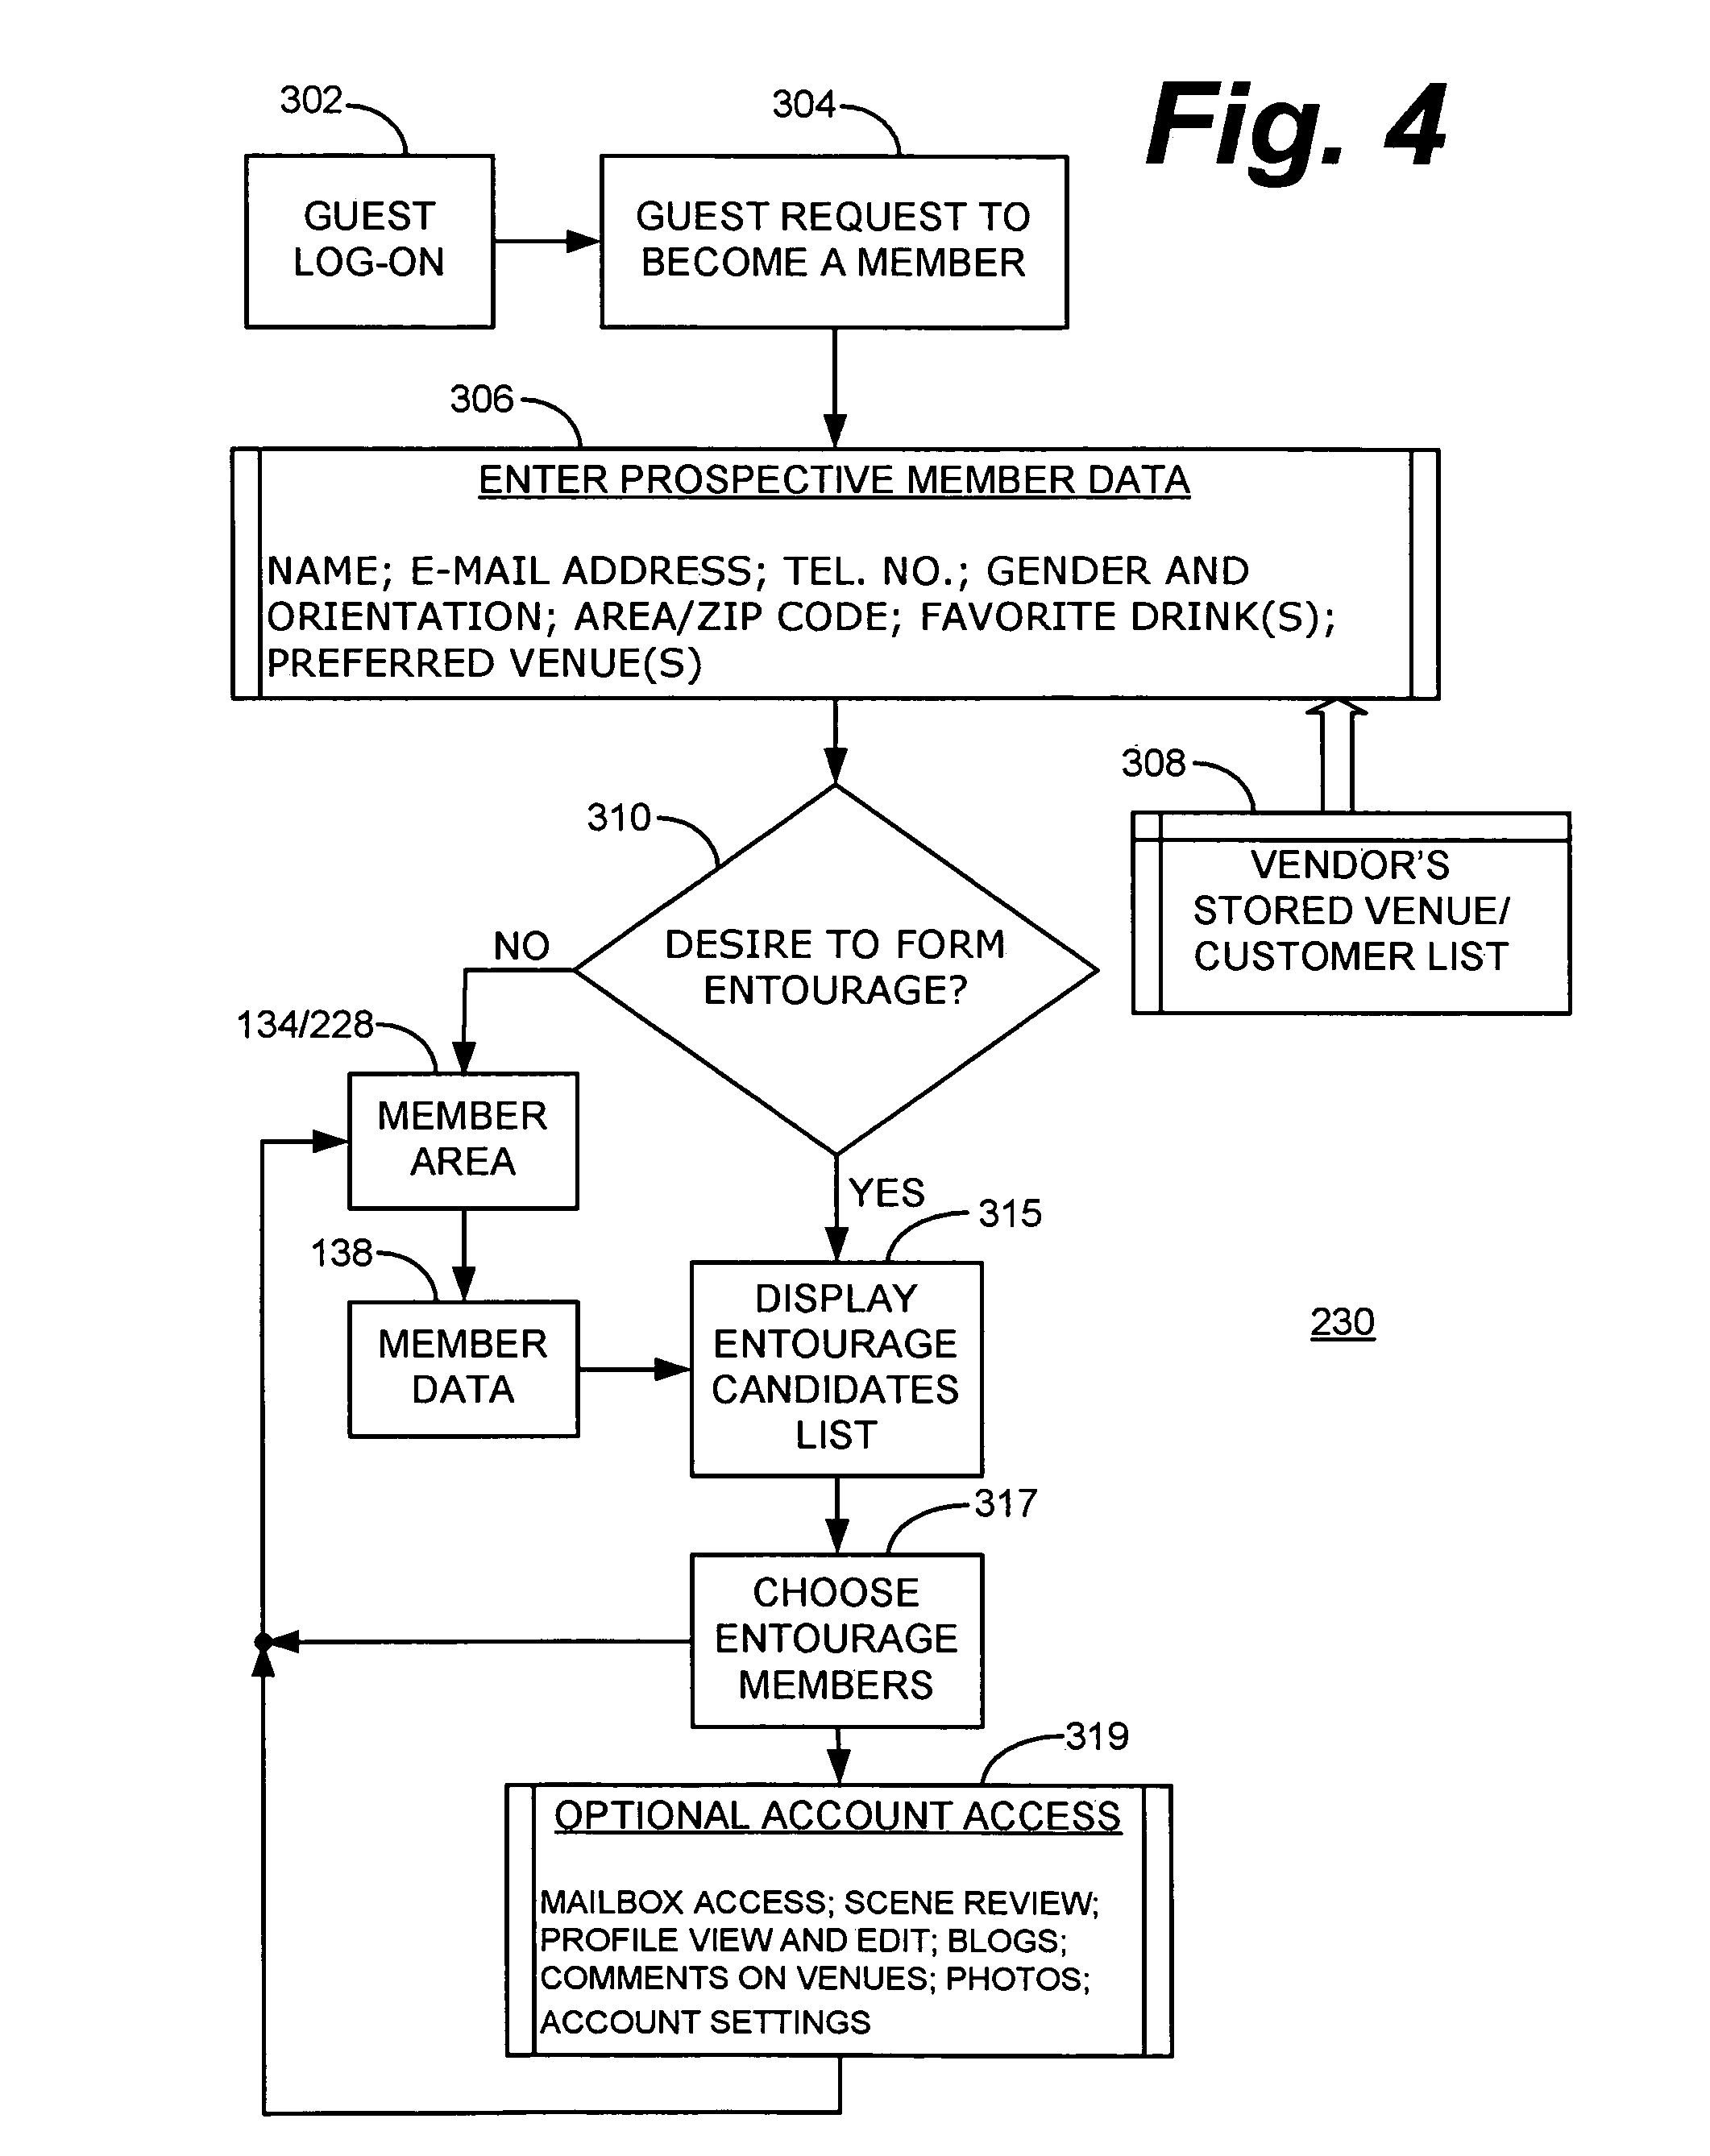 Fig. 4
302
304
GUEST
LOG-ON
GUEST REQUEST TO
BECOME A MEMBER
306
ENTER PROSPECTIVE MEMBER DATA
NAME; E-MAIL ADDRESS; TEL. NO.; GENDER AND
ORIENTATION; AREA/ZIP CODE; FAVORITE DRINK(S);
PREFERRED VENUE(S)
308
VENDOR'S
STORED VENUE/
CUSTOMER LIST
310
DESIRE TO FORM
ENTOURAGE?
NO
134/228
MEMBER
AREA
YES
315
138
MEMBER
DATA
DISPLAY
ENTOURAGE
CANDIDATES
LIST
230
317
CHOOSE
ENTOURAGE
MEMBERS
319
OPTIONAL ACCOUNT ACCESS
MAILBOX ACCESS; SCENE REVIEW;
PROFILE VIEW AND EDIT; BLOGS;
COMMENTS ON VENUES; PHOTOS;
ACCOUNT SETTINGS